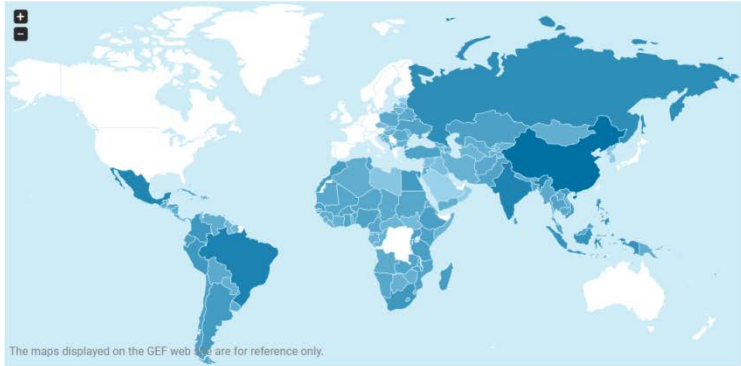 +
−
The maps displayed on the GEF web site are for reference only.